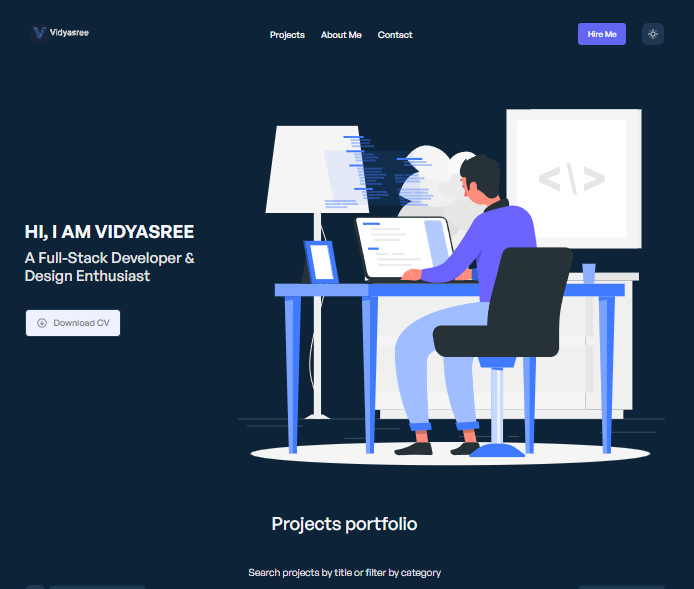 Vidyasree
Projects
About Me
Contact
Hire Me
HI, I AM VIDYASREE
A Full-Stack Developer &
Design Enthusiast
Download CV
<\>
Projects portfolio
Search projects by title or filter by category